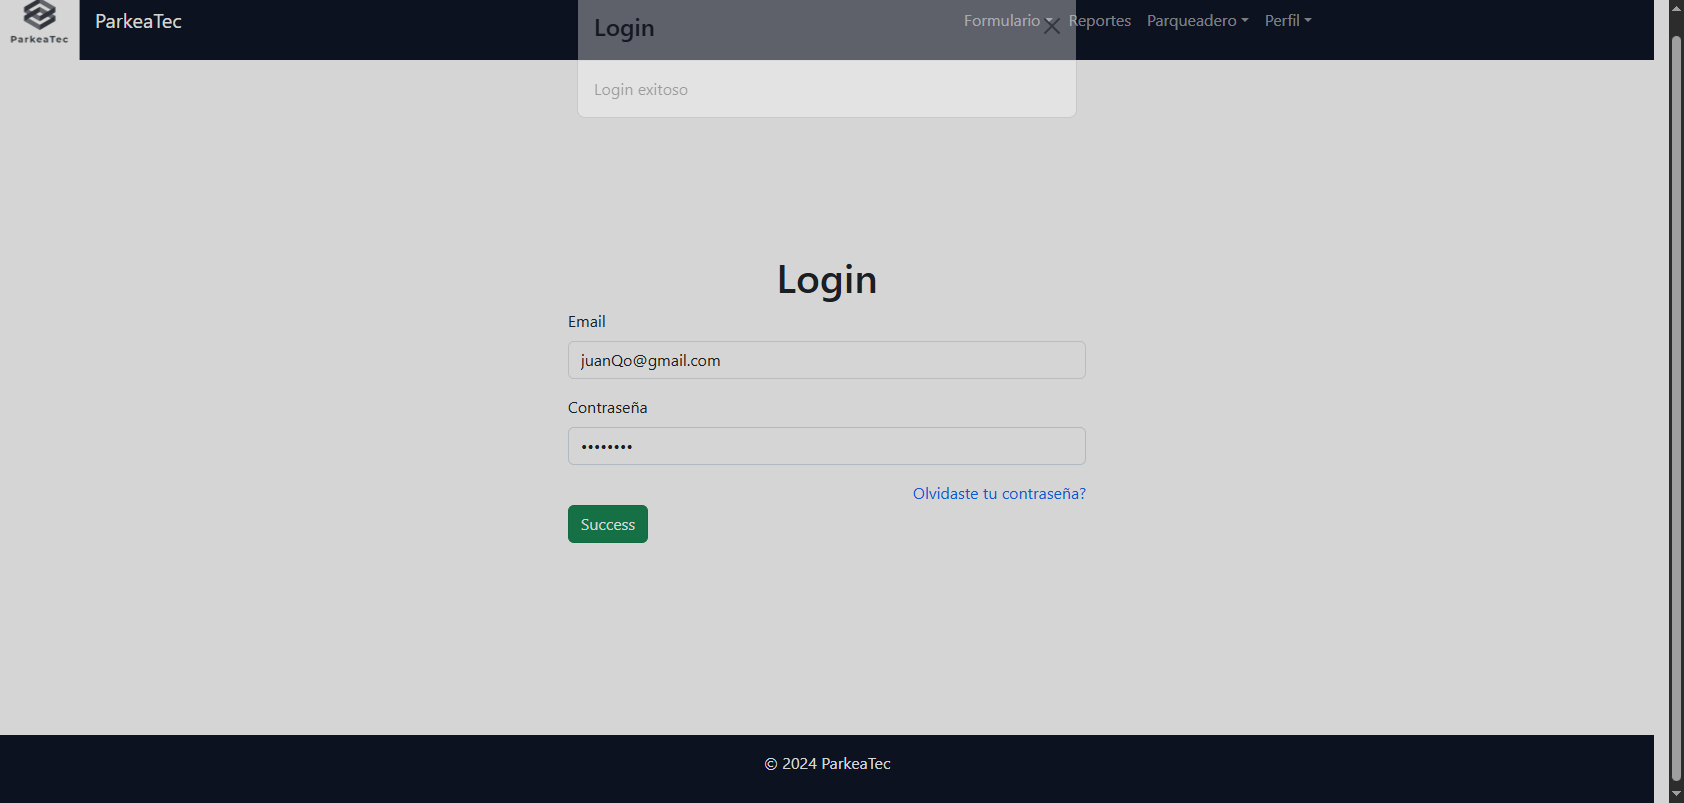 ParkeaTec
ParkeaTec
Login
Formulario
Reportes
Parqueadero
Perfil
Login exitoso
Login
Email
juanQo@gmail.com
Contraseña
••••••••
Olvidaste tu contraseña?
Success
© 2024 ParkeaTec